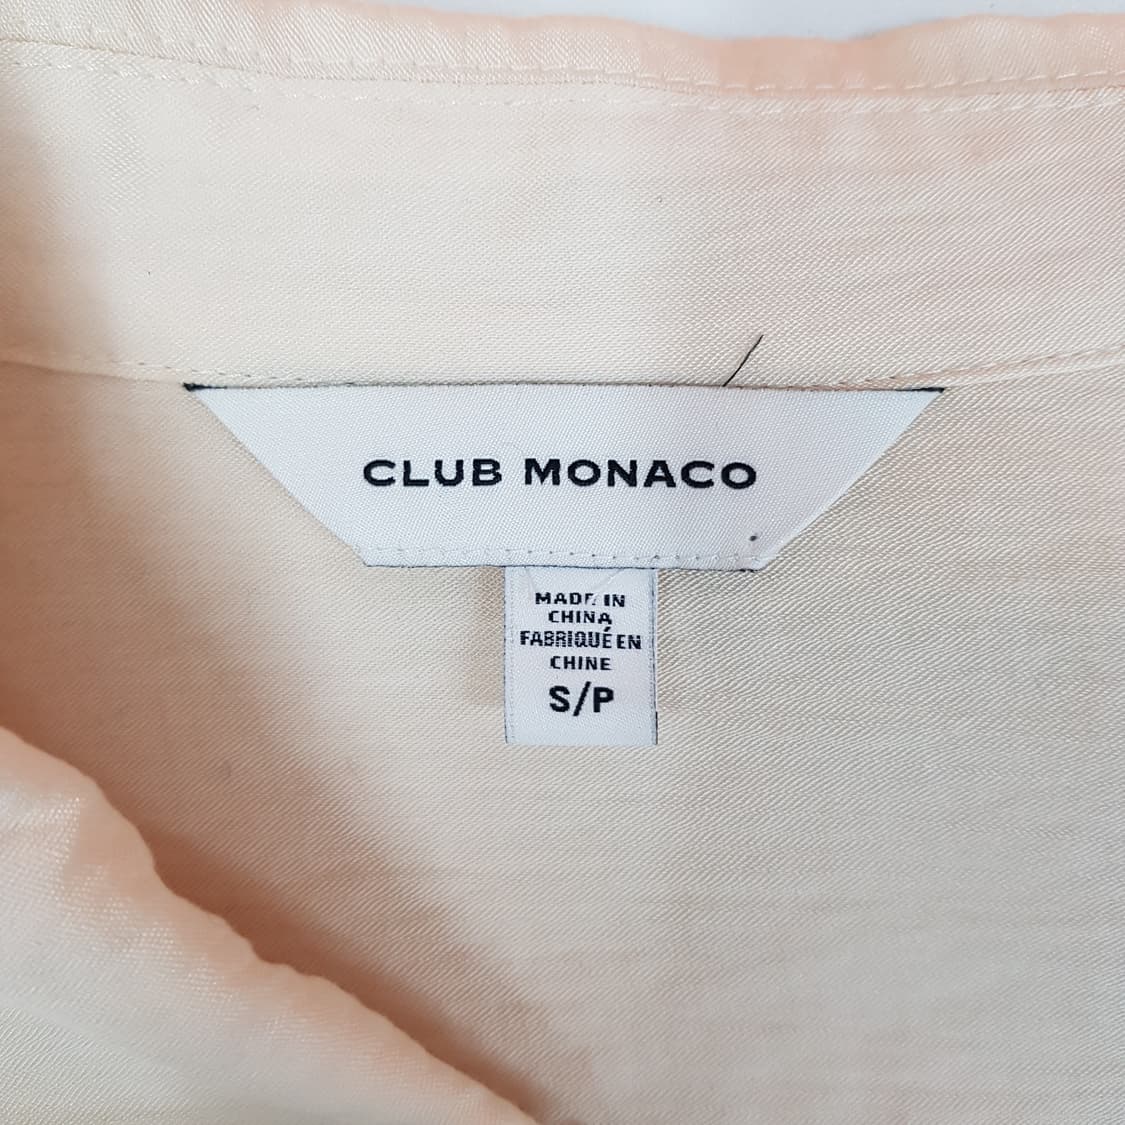 CLUB MONACO
MADE IN
CHINA
FABRIQUÉ EN
CHINE
S/P